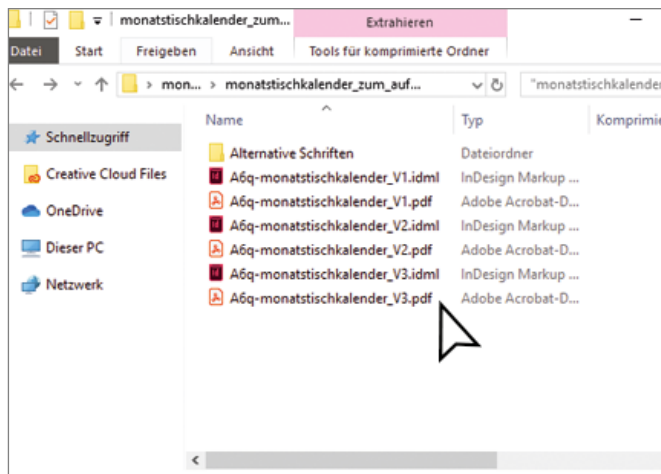 monatstischkalender_zum...
Extrahieren
Datei Start Freigeben Ansicht Tools für komprimierte Ordner
mon... monatstischkalender_zum_auf... "monatstischkalender
Name Typ Komprimie
Schnellzugriff
Creative Cloud Files
OneDrive
Dieser PC
Netzwerk
Alternative Schriften Dateiordner
A6q-monatstischkalender_V1.idml InDesign Markup ...
A6q-monatstischkalender_V1.pdf Adobe Acrobat-D...
A6q-monatstischkalender_V2.idml InDesign Markup ...
A6q-monatstischkalender_V2.pdf Adobe Acrobat-D...
A6q-monatstischkalender_V3.idml InDesign Markup ...
A6q-monatstischkalender_V3.pdf Adobe Acrobat-D...